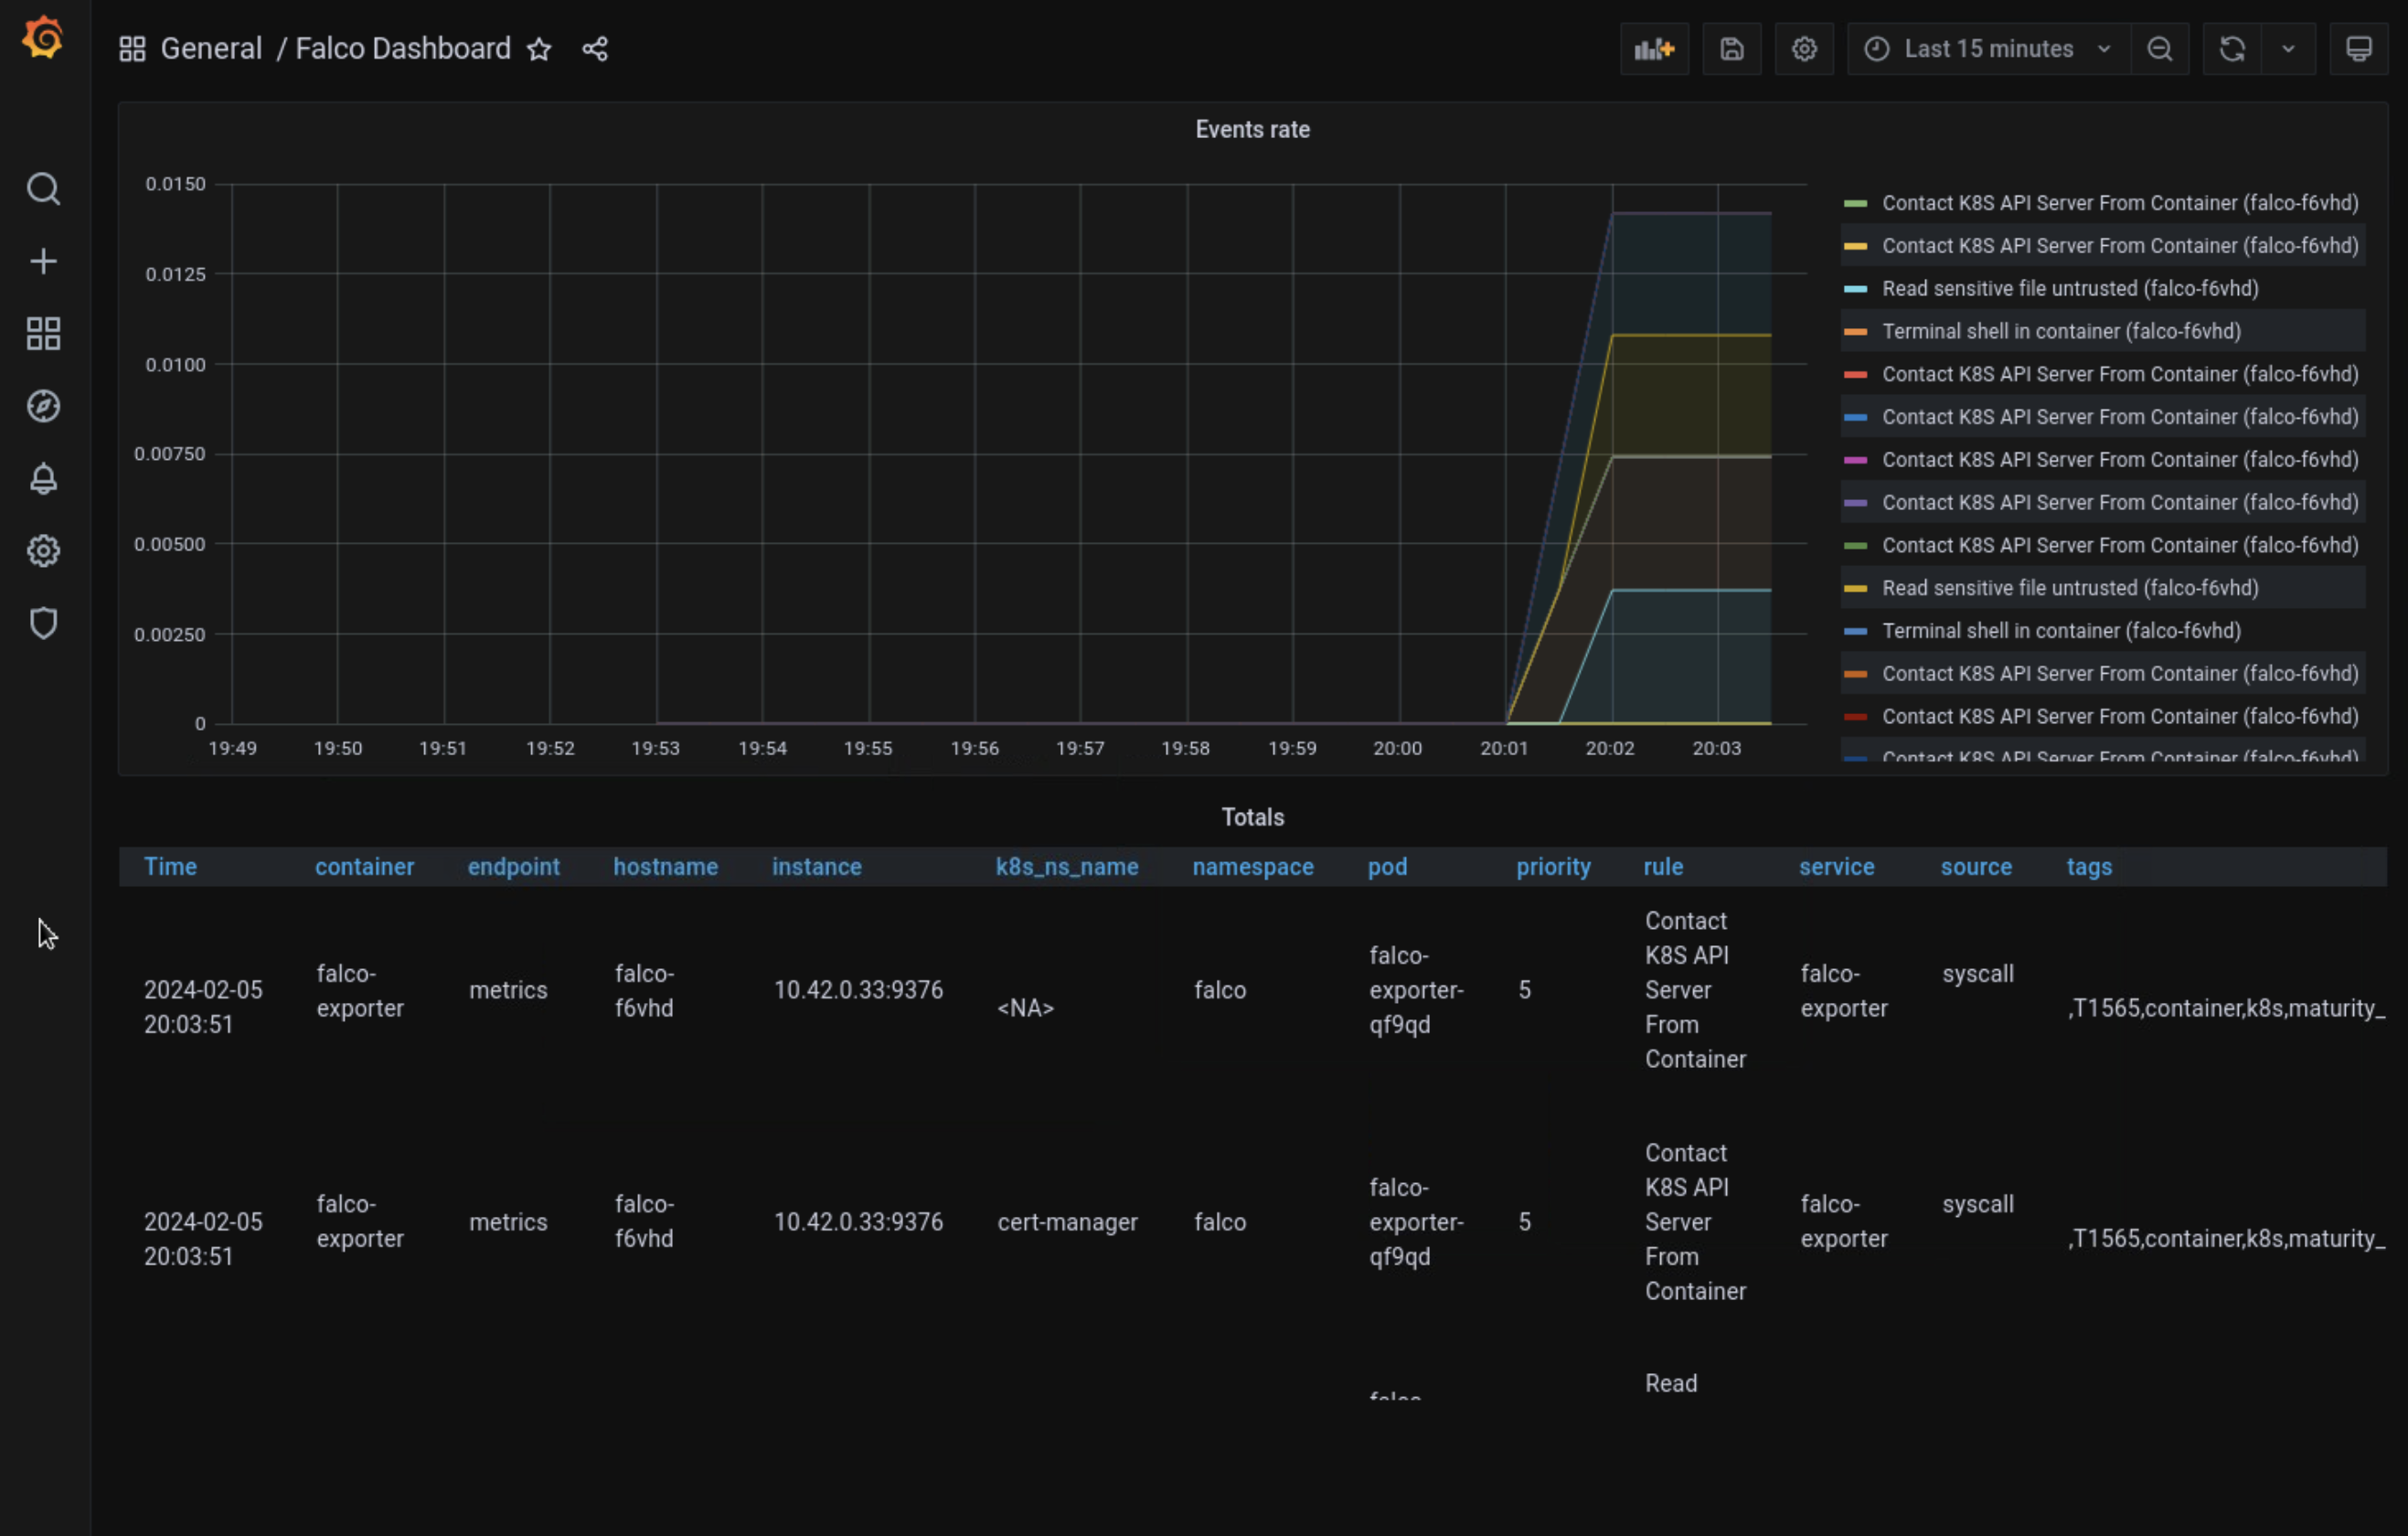 General / Falco Dashboard
Last 15 minutes
Events rate
0.0150
0.0125
0.0100
0.00750
0.00500
0.00250
0
19:49 19:50 19:51 19:52 19:53 19:54 19:55 19:56 19:57 19:58 19:59 20:00 20:01 20:02 20:03
Contact K8S API Server From Container (falco-f6vhd)
Contact K8S API Server From Container (falco-f6vhd)
Read sensitive file untrusted (falco-f6vhd)
Terminal shell in container (falco-f6vhd)
Contact K8S API Server From Container (falco-f6vhd)
Contact K8S API Server From Container (falco-f6vhd)
Contact K8S API Server From Container (falco-f6vhd)
Contact K8S API Server From Container (falco-f6vhd)
Contact K8S API Server From Container (falco-f6vhd)
Read sensitive file untrusted (falco-f6vhd)
Terminal shell in container (falco-f6vhd)
Contact K8S API Server From Container (falco-f6vhd)
Contact K8S API Server From Container (falco-f6vhd)
Contact K8S API Server From Container (falco-f6vhd)
Totals
Time container endpoint hostname instance k8s_ns_name namespace pod priority rule service source tags
2024-02-05
20:03:51
falco-
exporter
metrics
falco-
f6vhd
10.42.0.33:9376
<NA>
falco
falco-
exporter-
qf9qd
5
Contact
K8S API
Server
From
Container
falco-
exporter
syscall
,T1565,container,k8s,maturity_
2024-02-05
20:03:51
falco-
exporter
metrics
falco-
f6vhd
10.42.0.33:9376
cert-manager
falco
falco-
exporter-
qf9qd
5
Contact
K8S API
Server
From
Container
falco-
exporter
syscall
,T1565,container,k8s,maturity_
falco-
Read